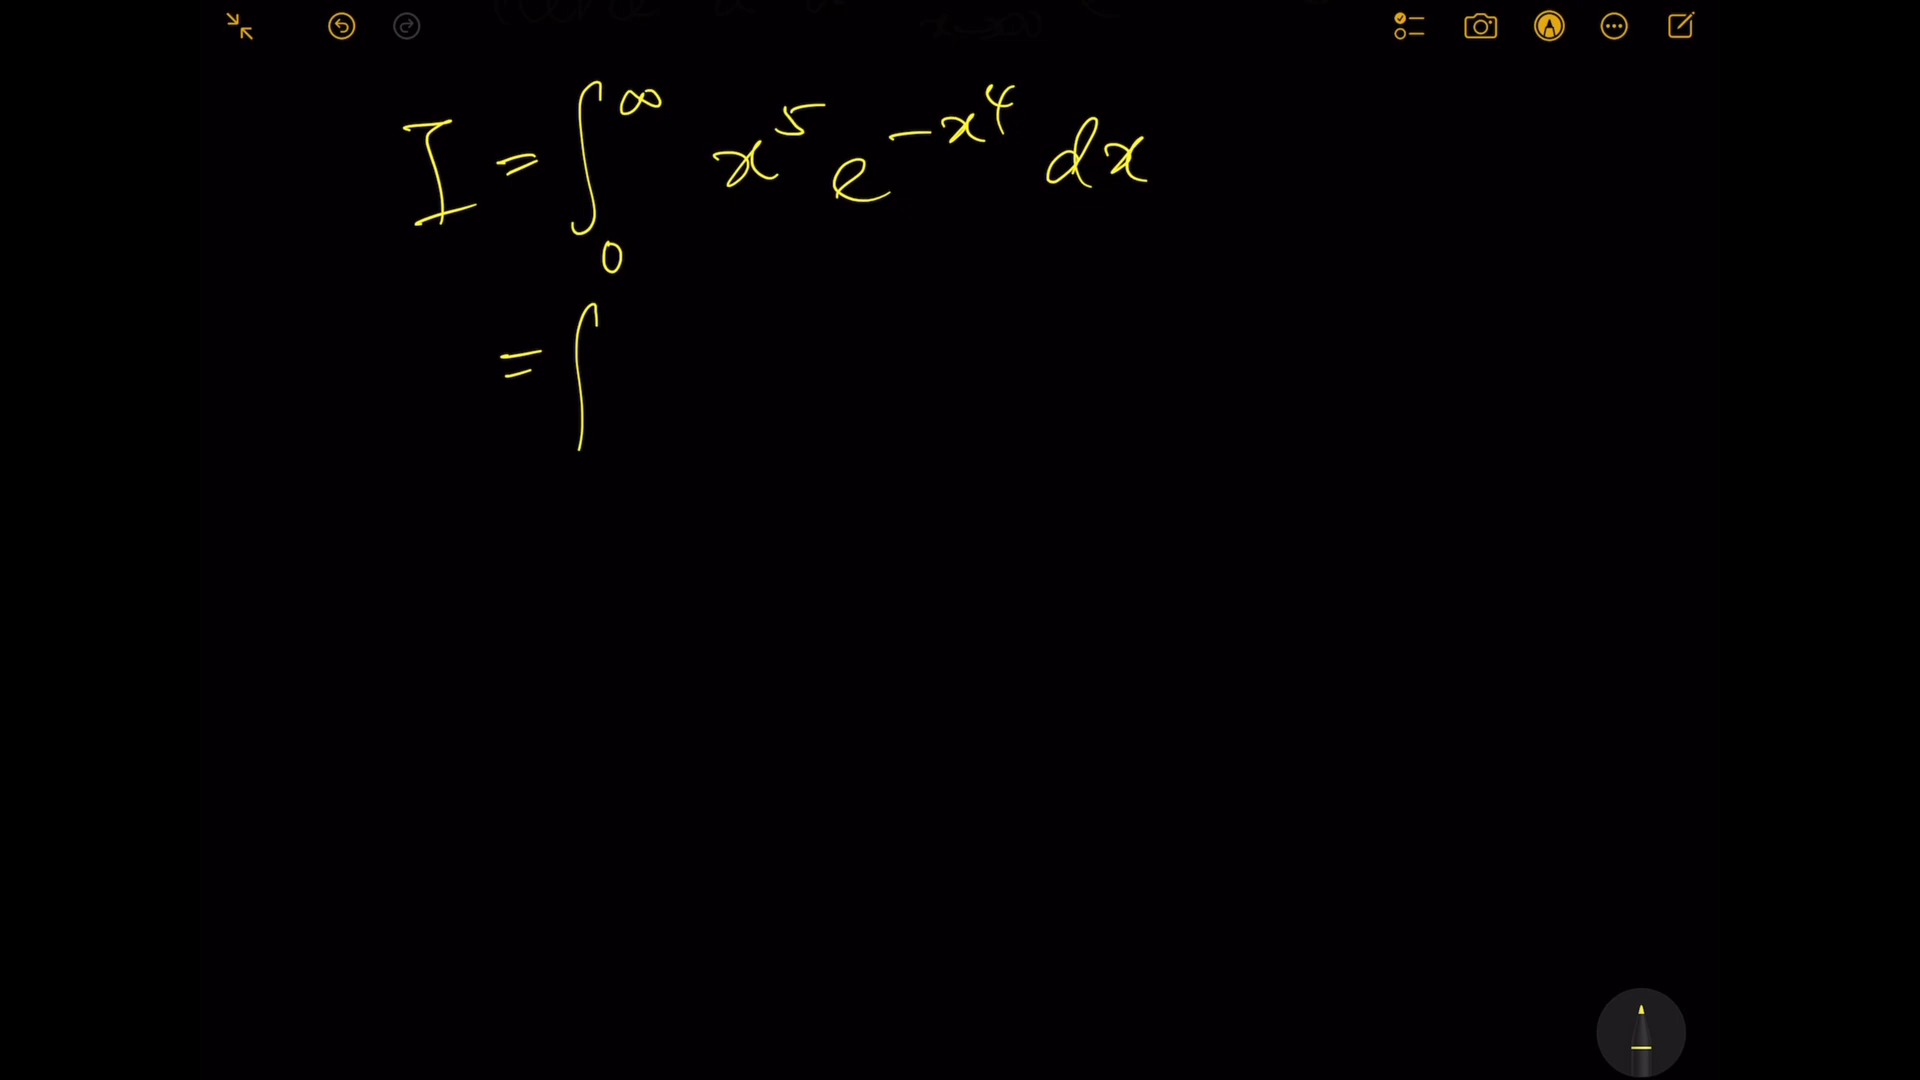 I = ∫₀^∞ x⁵ e^{-x⁴} dx
= ∫